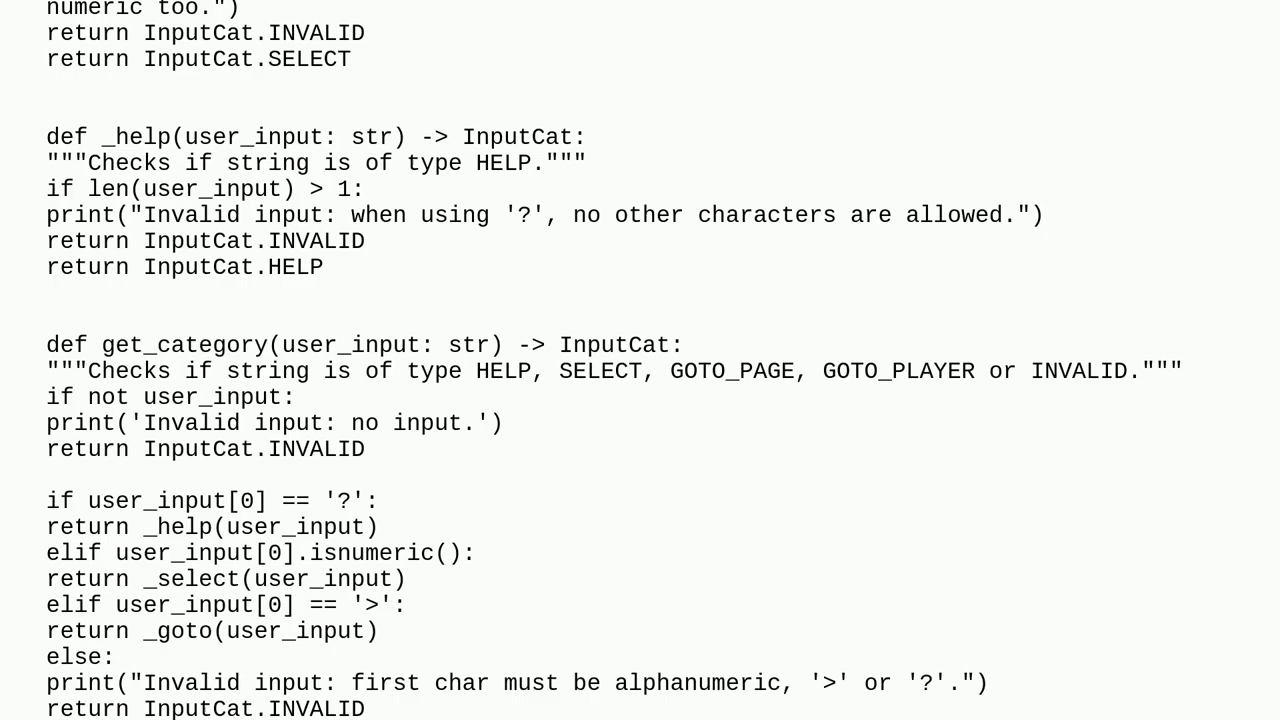 numeric too.")
return InputCat.INVALID
return InputCat.SELECT
def _help(user_input: str) -> InputCat:
"""Checks if string is of type HELP."""
if len(user_input) > 1:
print("Invalid input: when using '?', no other characters are allowed.")
return InputCat.INVALID
return InputCat.HELP
def get_category(user_input: str) -> InputCat:
"""Checks if string is of type HELP, SELECT, GOTO_PAGE, GOTO_PLAYER or INVALID."""
if not user_input:
print('Invalid input: no input.')
return InputCat.INVALID
if user_input[0] == '?':
return _help(user_input)
elif user_input[0].isnumeric():
return _select(user_input)
elif user_input[0] == '>':
return _goto(user_input)
else:
print("Invalid input: first char must be alphanumeric, '>' or '?'.")
return InputCat.INVALID